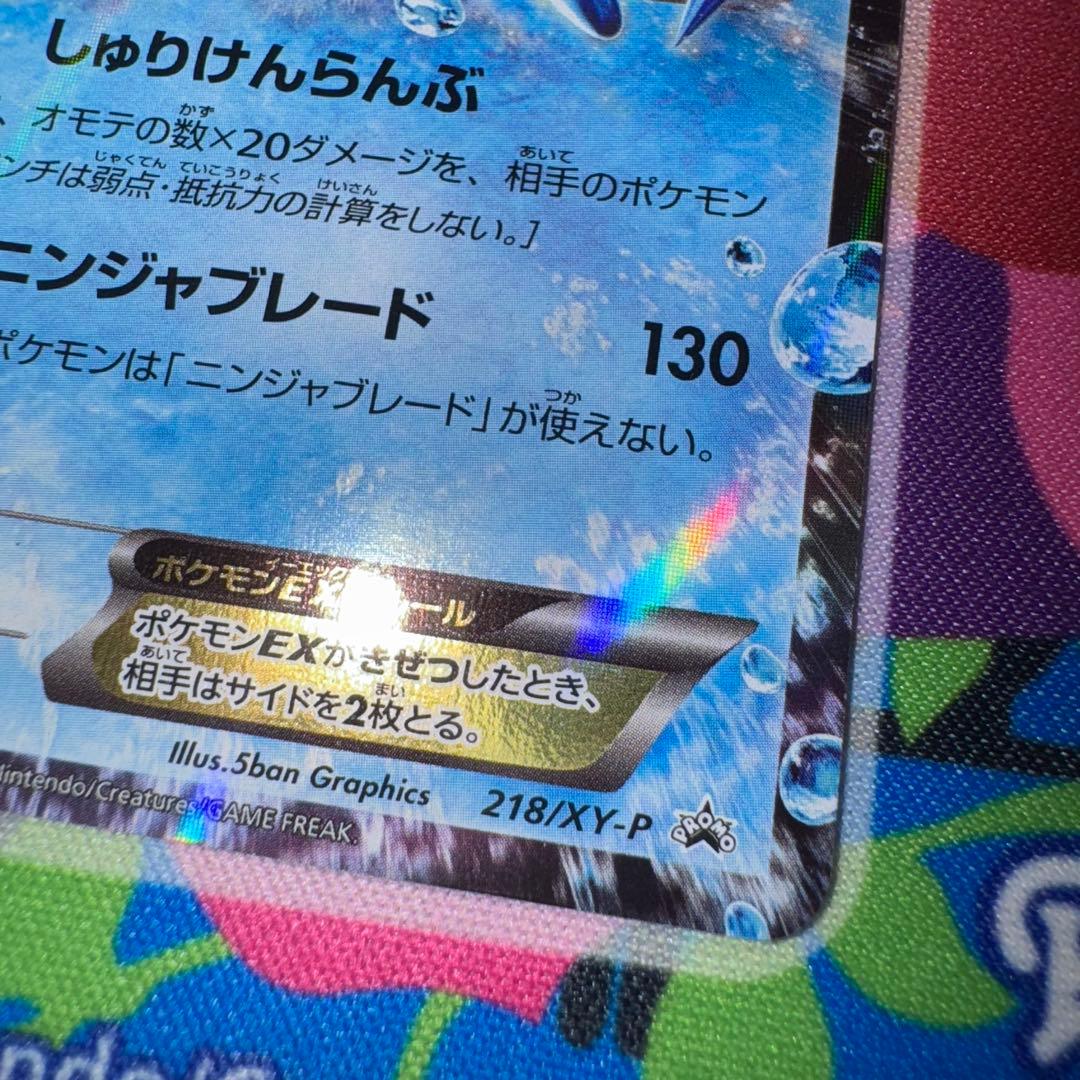 しゅりけんらんぶ
、オモテの数×20ダメージを、相手のポケモン
ンチは弱点・抵抗力の計算をしない。]
ニンジャブレード 130
ポケモンは「ニンジャブレード」が使えない。
ポケモンE ール
ポケモンEXがきぜつしたとき、
相手はサイドを2枚とる。
Illus.5ban Graphics 218/XY-P PROMO
Nintendo/Creatures/GAME FREAK.